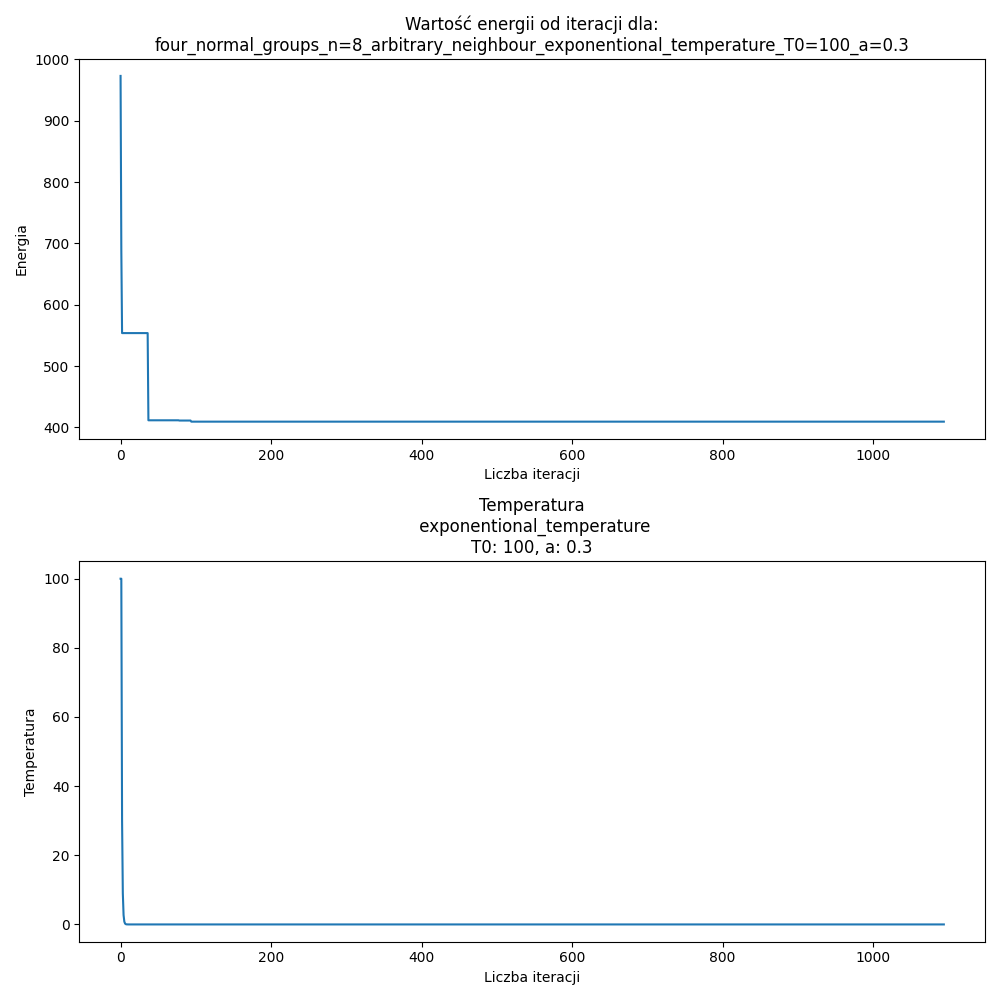 Wartość energii od iteracji dla:
four_normal_groups_n=8_arbitrary_neighbour_exponentional_temperature_T0=100_a=0.3
1000
900
800
700
600
500
400
Energia
0 200 400 600 800 1000
Liczba iteracji
Temperatura
exponentional_temperature
T0: 100, a: 0.3
100
80
60
40
20
0
Temperatura
0 200 400 600 800 1000
Liczba iteracji